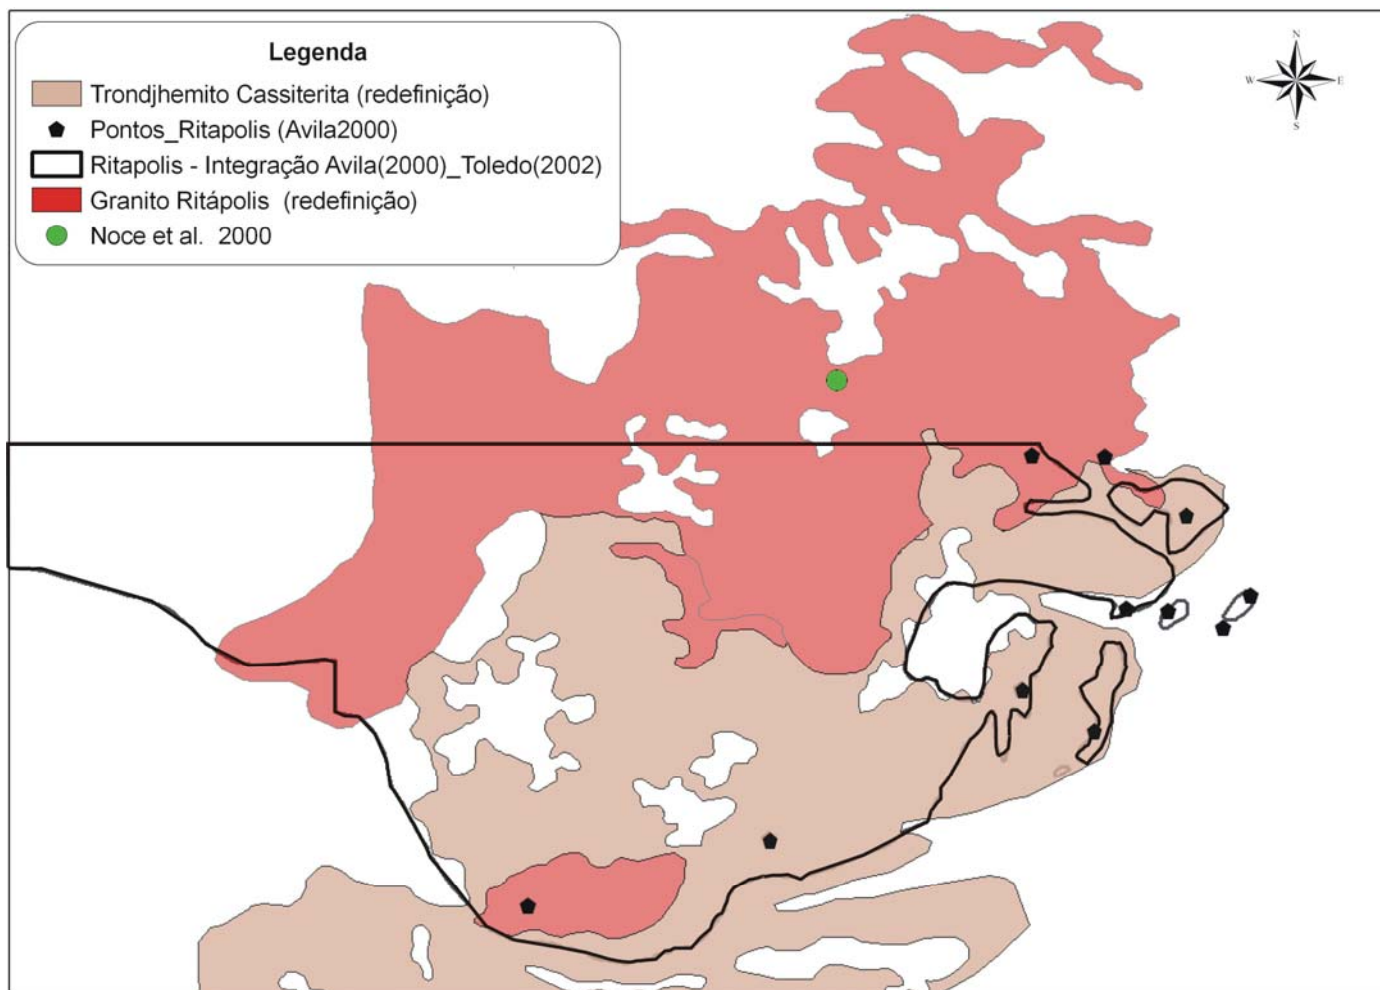 Legenda
Trondjhemito Cassiterita (redefinição)
Pontos_Ritapolis (Avila2000)
Ritapolis - Integração Avila(2000)_Toledo(2002)
Granito Ritápolis (redefinição)
Noce et al. 2000
N
W E
S